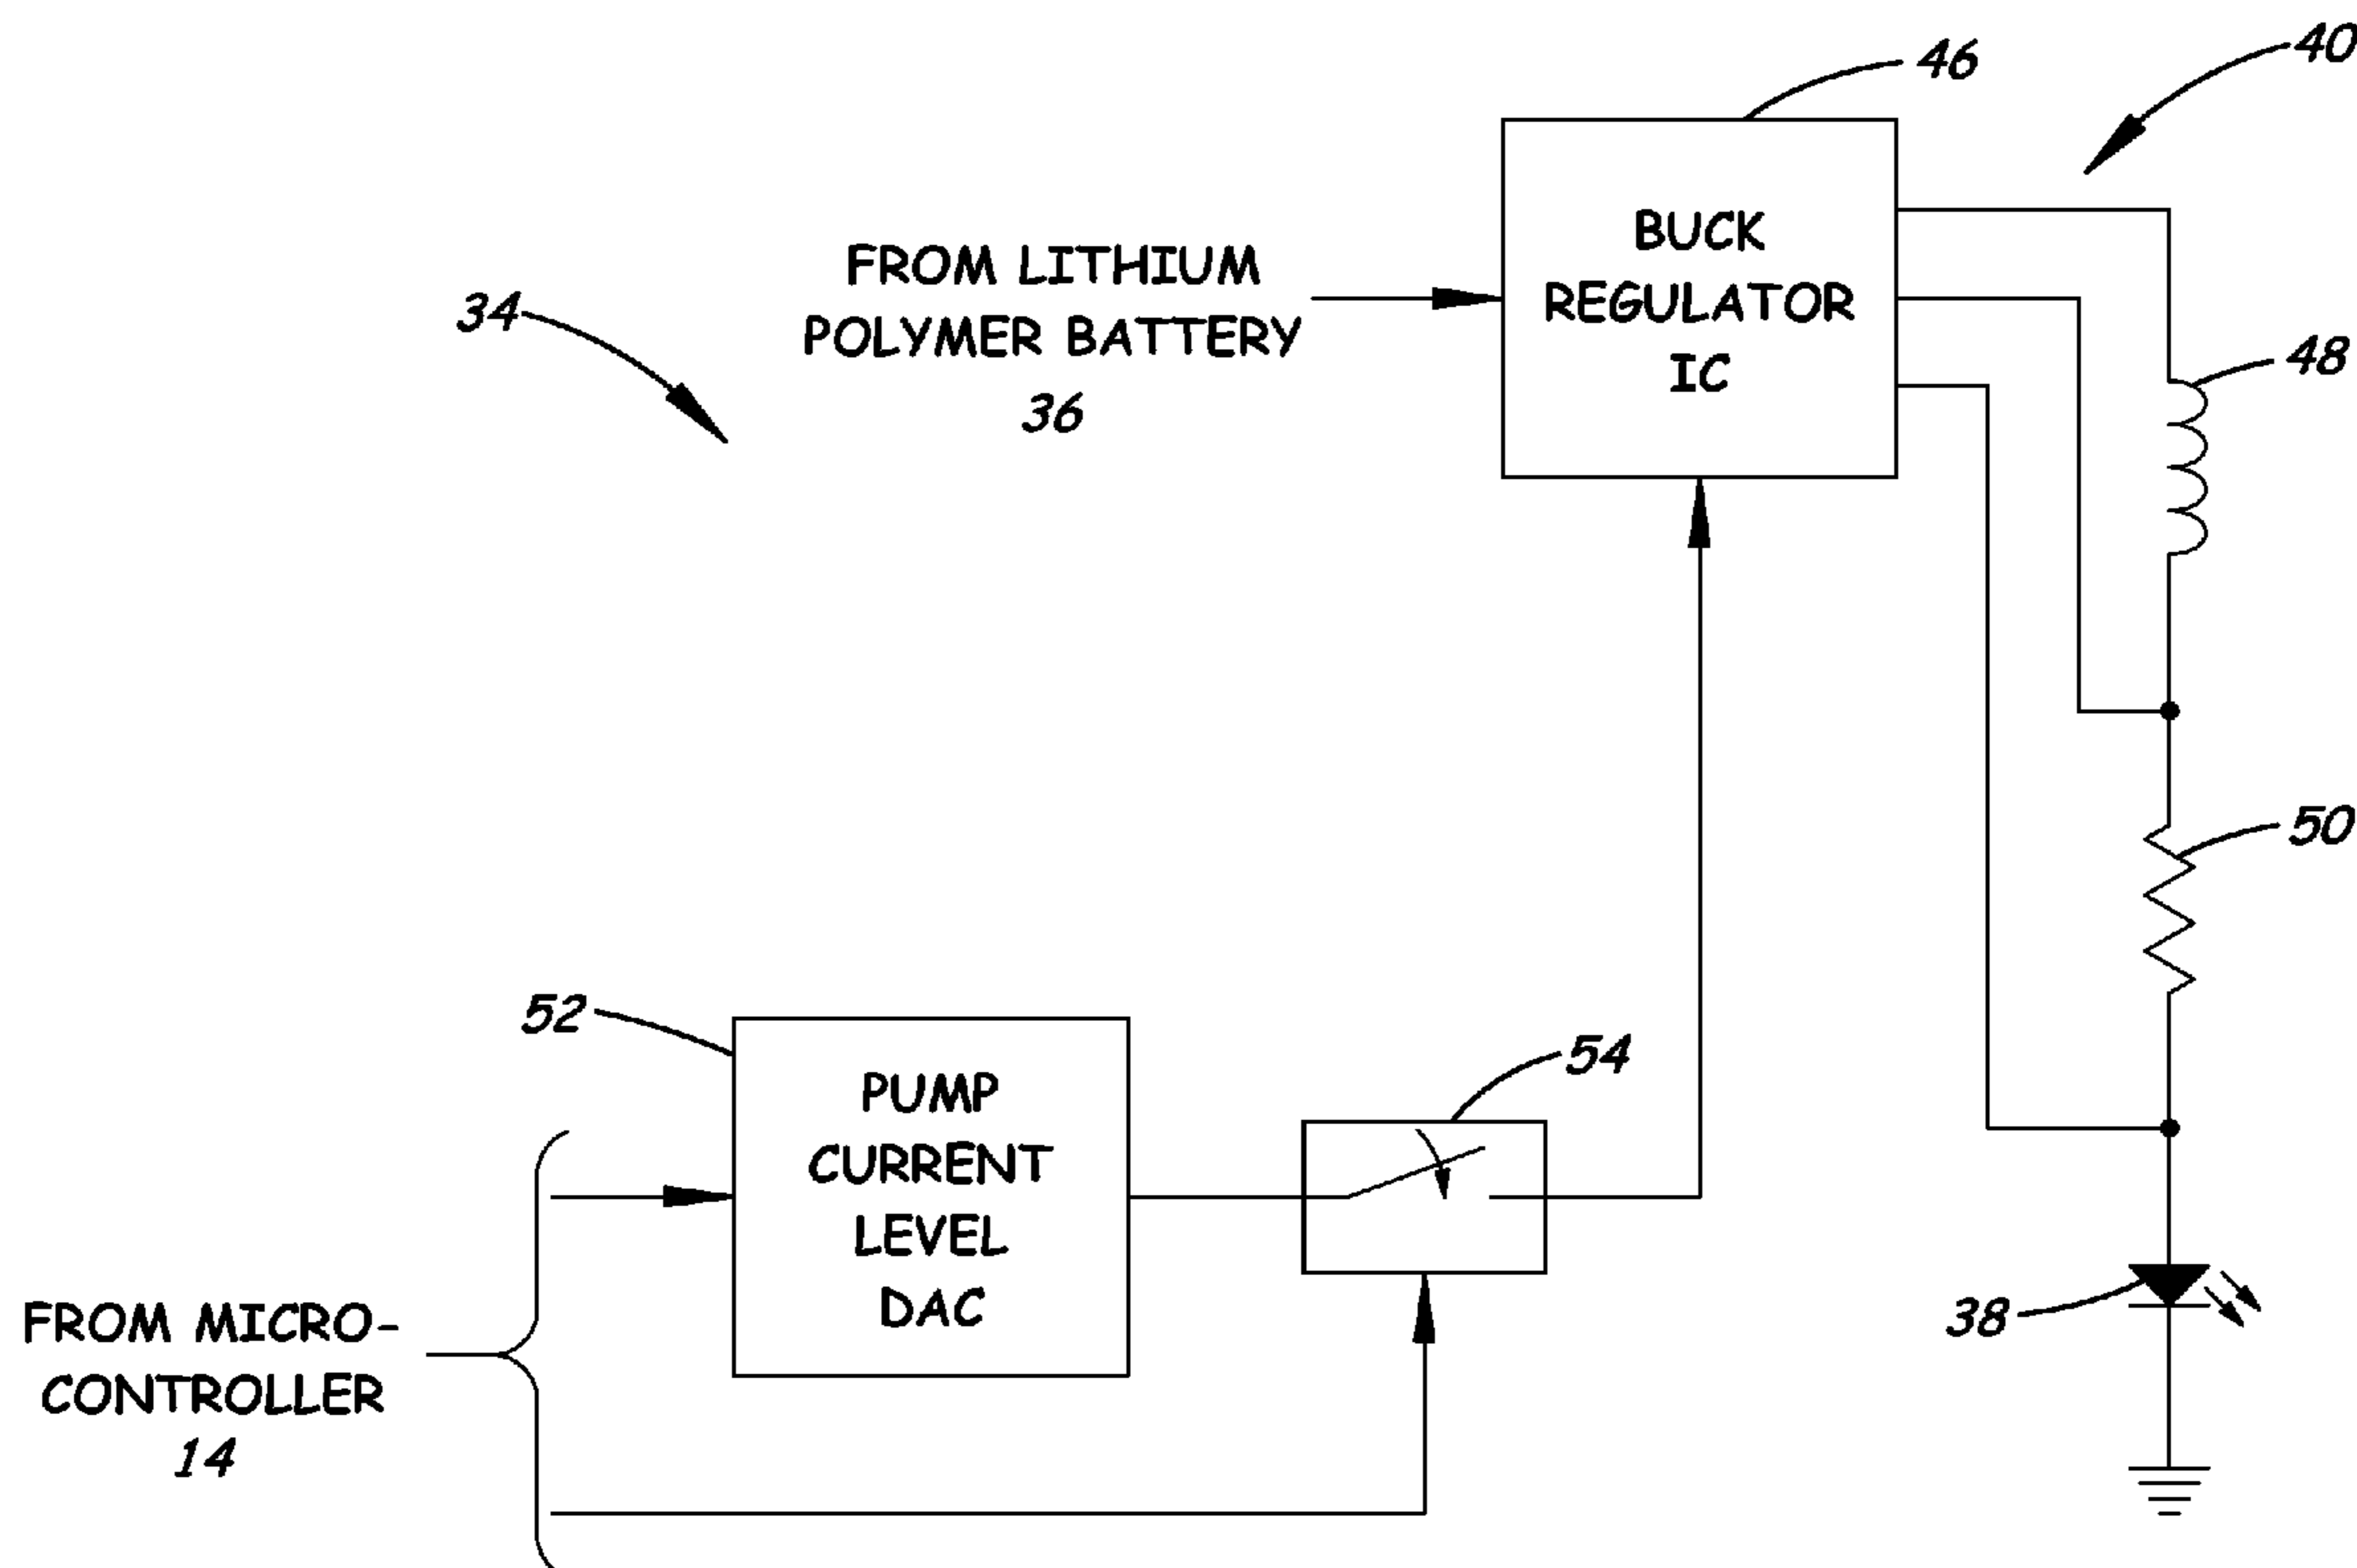 40
46
BUCK
REGULATOR
IC
FROM LITHIUM
POLYMER BATTERY
36
34
48
50
52
PUMP
CURRENT
LEVEL
DAC
54
38
FROM MICRO-
CONTROLLER
14